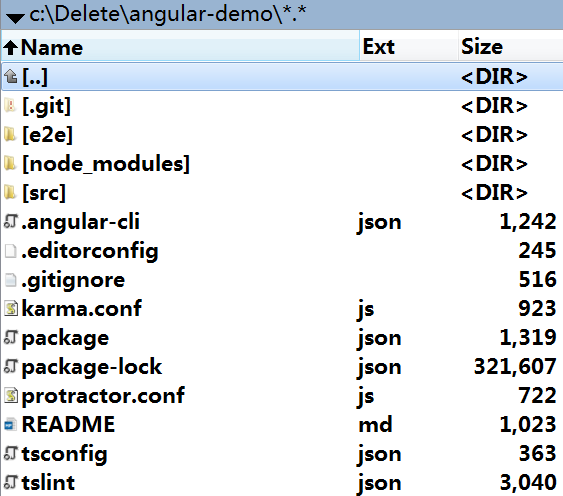 c:\Delete\angular-demo\*.*
Name Ext Size
[..] <DIR>
[.git] <DIR>
[e2e] <DIR>
[node_modules] <DIR>
[src] <DIR>
.angular-cli json 1,242
.editorconfig 245
.gitignore 516
karma.conf js 923
package json 1,319
package-lock json 321,607
protractor.conf js 722
README md 1,023
tsconfig json 363
tslint json 3,040